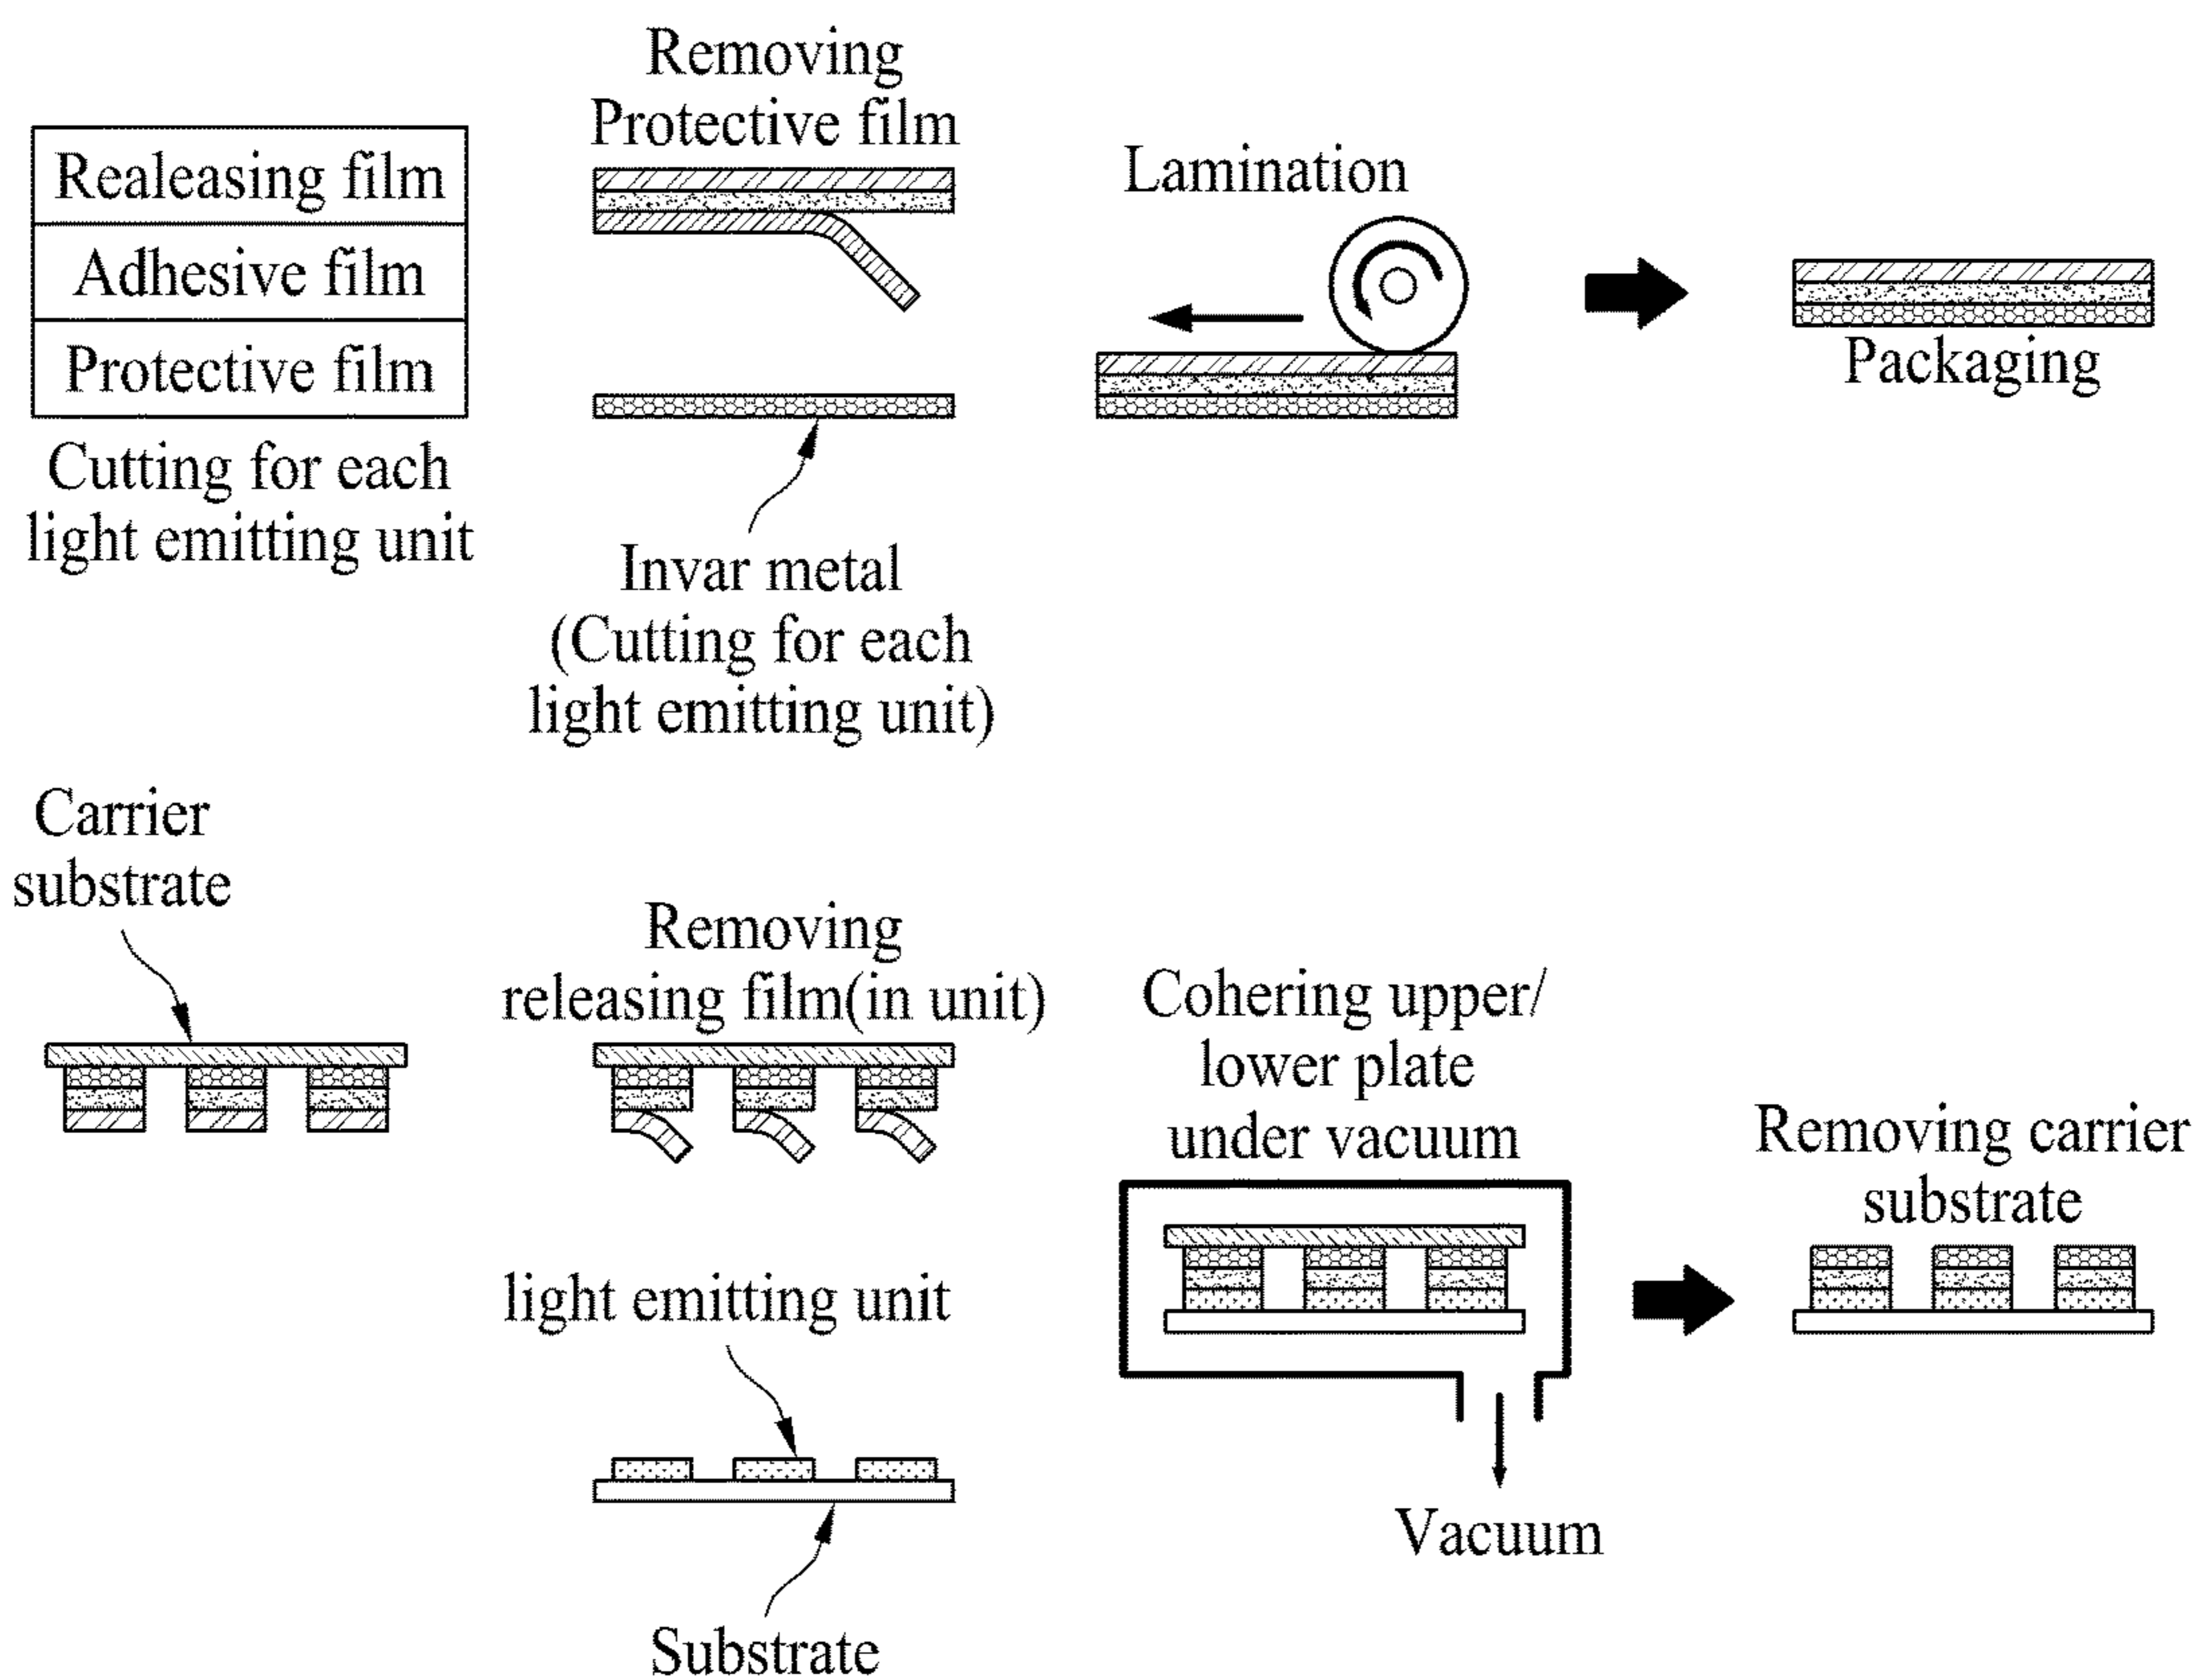 Realeasing film
Adhesive film
Protective film
Cutting for each
light emitting unit
Removing
Protective film
Invar metal
(Cutting for each
light emitting unit)
Lamination
Packaging
Carrier
substrate
Removing
releasing film(in unit)
light emitting unit
Substrate
Cohering upper/
lower plate
under vacuum
Vacuum
Removing carrier
substrate